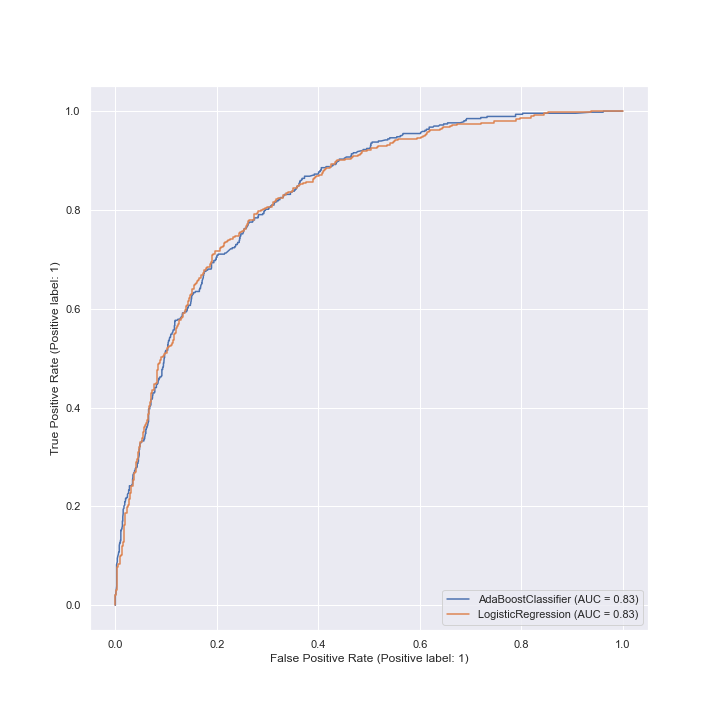 1.0
0.8
0.6
0.4
0.2
0.0
True Positive Rate (Positive label: 1)
0.0 0.2 0.4 0.6 0.8 1.0
False Positive Rate (Positive label: 1)
AdaBoostClassifier (AUC = 0.83)
LogisticRegression (AUC = 0.83)